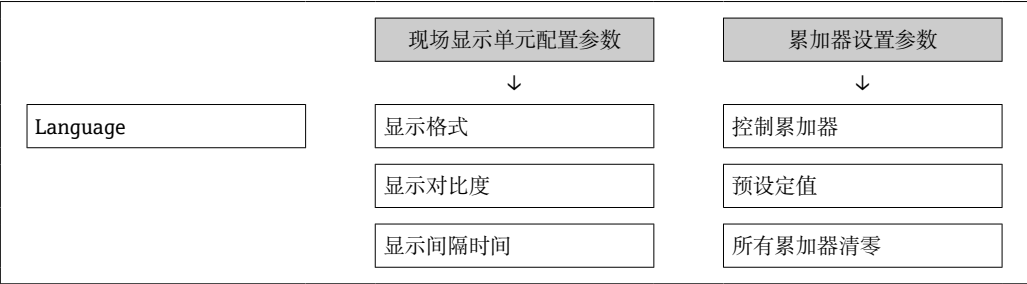 现场显示单元配置参数
累加器设置参数
↓
↓
Language
显示格式
控制累加器
显示对比度
预设定值
显示间隔时间
所有累加器清零